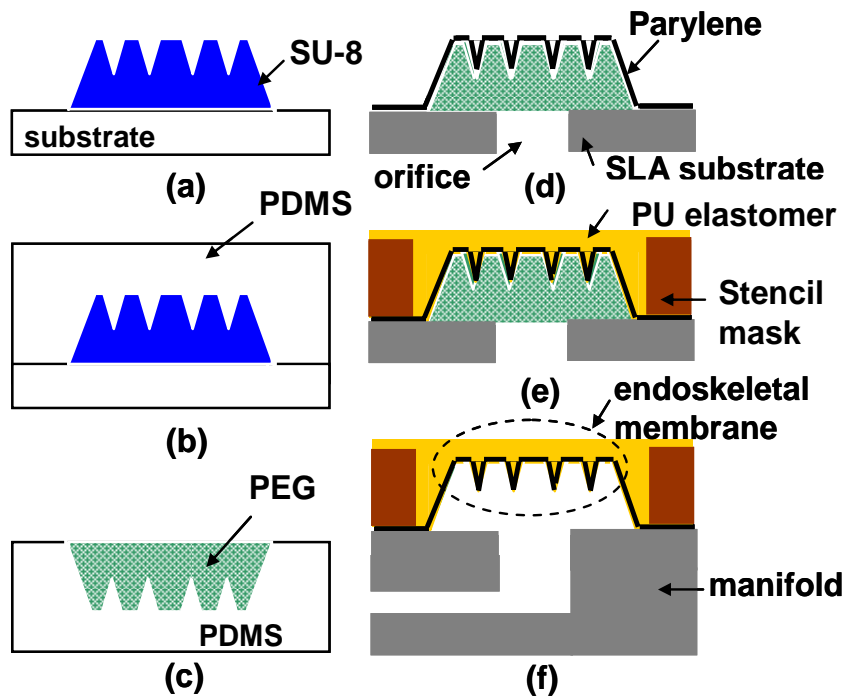 SU-8
substrate
(a)
PDMS
(b)
PEG
PDMS
(c)
Parylene
orifice
SLA substrate
(d)
PU elastomer
Stencil
mask
(e)
endoskeletal
membrane
manifold
(f)